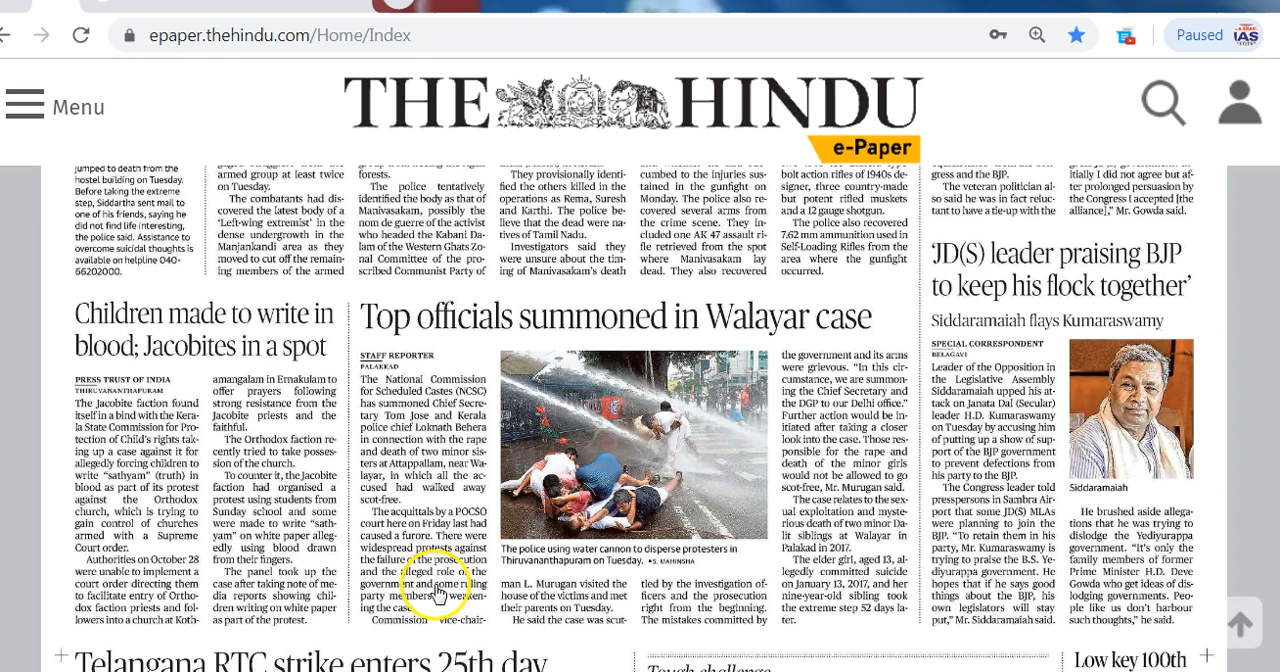 epaper.thehindu.com/Home/Index
Paused
IAS
Menu
THE HINDU
e-Paper
jumped to death from the
hostel building on Tuesday.
Before taking the extreme
step, Siddartha sent mail to
one of his friends, saying he
did not find life interesting,
the police said. Assistance to
overcome suicidal thoughts is
available on helpline 040-
66202000.
armed group at least twice
on Tuesday.
The combatants had dis-
covered the latest body of a
'Left-wing extremist' in the
dense undergrowth in the
Manjankandi area as they
moved to cut off the remain-
ing members of the armed
forests.
The police tentatively
identified the body as that of
Manivasakam, possibly the
nom de guerre of the activist
who headed the Kabani Da-
lam of the Western Ghats Zo-
nal Committee of the pro-
scribed Communist Party of
They provisionally identi-
fied the others killed in the
operations as Rema, Suresh
and Karthi. The police be-
lieve that the dead were na-
tives of Tamil Nadu.
Investigators said they
were unsure about the tim-
ing of Manivasakam's death
cumbed to the injuries sus-
tained in the gunfight on
Monday. The police also re-
covered several arms from
the crime scene. They in-
cluded one AK 47 assault ri-
fle retrieved from the spot
where Manivasakam lay
dead. They also recovered
bolt action rifles of 1940s de-
signer, three country-made
but potent rifled muskets
and a 12 gauge shotgun.
The police also recovered
7.62 mm ammunition used in
Self-Loading Rifles from the
area where the gunfight
occurred.
gress and the BJP.
The veteran politician al-
so said he was in fact reluc-
tant to have a tie-up with the
itially I did not agree but af-
ter prolonged persuasion by
the Congress I accepted [the
alliance]," Mr. Gowda said.
Children made to write in
blood; Jacobites in a spot
PRESS TRUST OF INDIA
THIRUVANANTHAPURAM
The Jacobite faction found
itself in a bind with the Kera-
la State Commission for Pro-
tection of Child's rights tak-
ing up a case against it for
allegedly forcing children to
write "sathyam" (truth) in
blood as part of its protest
against the Orthodox
church, which is trying to
gain control of churches
armed with a Supreme
Court order.
Authorities on October 28
were unable to implement a
court order directing them
to facilitate entry of Ortho-
dox faction priests and fol-
lowers into a church at Koth-
amangalam in Ernakulam to
offer prayers following
strong resistance from the
Jacobite priests and the
faithful.
The Orthodox faction re-
cently tried to take posses-
sion of the church.
To counter it, the Jacobite
faction had organised a
protest using students from
Sunday school and some
were made to write "sath-
yam" on white paper alleg-
edly using blood drawn
from their fingers.
The panel took up the
case after taking note of me-
dia reports showing chil-
dren writing on white paper
as part of the protest.
Top officials summoned in Walayar case
STAFF REPORTER
PALAKKAD
The National Commission
for Scheduled Castes (NCSC)
has summoned Chief Secre-
tary Tom Jose and Kerala
police chief Loknath Behera
in connection with the rape
and death of two minor sis-
ters at Attappallam, near Wa-
layar, in which all the ac-
cused had walked away
scot-free.
The acquittals by a POCSO
court here on Friday last had
caused a furore. There were
widespread protests against
the failure of the prosecution
and the alleged role of the
government and some ruling
party members in weaken-
ing the case.
Commission vice-chair-
The police using water cannon to disperse protesters in
Thiruvananthapuram on Tuesday. S. MAHINSHA
man L. Murugan visited the
house of the victims and met
their parents on Tuesday.
He said the case was scut-
tled by the investigation of-
ficers and the prosecution
right from the beginning.
The mistakes committed by
the government and its arms
were grievous. "In this cir-
cumstance, we are summon-
ing the Chief Secretary and
the DGP to our Delhi office."
Further action would be in-
itiated after taking a closer
look into the case. Those res-
ponsible for the rape and
death of the minor girls
would not be allowed to go
scot-free, Mr. Murugan said.
The case relates to the sex-
ual exploitation and myste-
rious death of two minor Da-
lit siblings at Walayar in
Palakad in 2017.
The elder girl, aged 13, al-
legedly committed suicide
on January 13, 2017, and her
nine-year-old sibling took
the extreme step 52 days la-
ter.
'JD(S) leader praising BJP
to keep his flock together'
Siddaramaiah flays Kumaraswamy
SPECIAL CORRESPONDENT
BELAGAVI
Leader of the Opposition in
the Legislative Assembly
Siddaramaiah upped his at-
tack on Janata Dal (Secular)
leader H.D. Kumaraswamy
on Tuesday by accusing him
of putting up a show of sup-
port of the BJP government
to prevent defections from
his party to the BJP.
The Congress leader told
presspersons in Sambra Air-
port that some JD(S) MLAs
were planning to join the
BJP. "To retain them in his
party, Mr. Kumaraswamy is
trying to praise the B.S. Ye-
diyurappa government. He
hopes that if he says good
things about the BJP, his
own legislators will stay
put," Mr. Siddaramaiah said.
Siddaramaiah
He brushed aside allega-
tions that he was trying to
dislodge the Yediyurappa
government. "It's only the
family members of former
Prime Minister H.D. Deve
Gowda who get ideas of dis-
lodging governments. Peo-
ple like us don't harbour
such thoughts," he said.
Telangana RTC strike enters 25th day
Tough challenge
Low key 100th